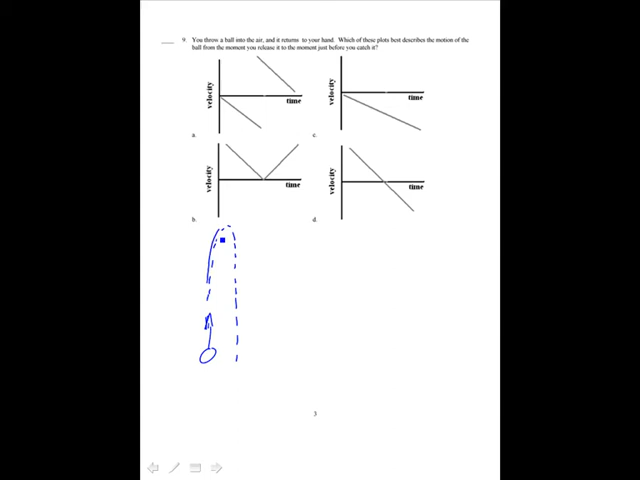 9. You throw a ball into the air, and it returns to your hand. Which of these plots best describes the motion of the
ball from the moment you release it to the moment just before you catch it?
velocity
time
a.
velocity
time
c.
velocity
time
b.
velocity
time
d.
3